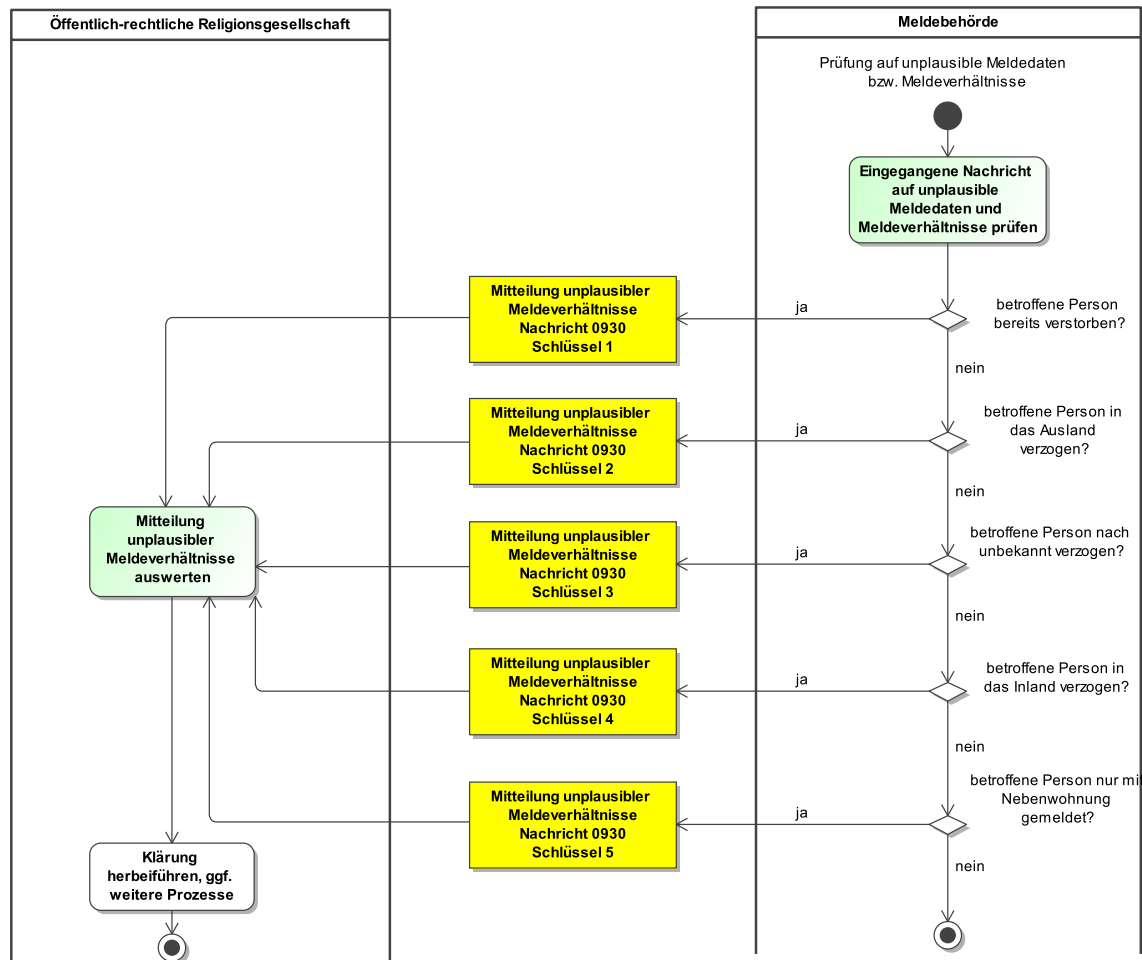 Öffentlich-rechtliche Religionsgesellschaft
Meldebehörde
Prüfung auf unplausible Meldedaten
bzw. Meldeverhältnisse
Eingegangene Nachricht
auf unplausible
Meldedaten und
Meldeverhältnisse prüfen
betroffene Person
bereits verstorben?
ja
nein
Mitteilung unplausibler
Meldeverhältnisse
Nachricht 0930
Schlüssel 1
betroffene Person in
das Ausland
verzogen?
ja
nein
Mitteilung unplausibler
Meldeverhältnisse
Nachricht 0930
Schlüssel 2
betroffene Person nach
unbekannt verzogen?
ja
nein
Mitteilung unplausibler
Meldeverhältnisse
Nachricht 0930
Schlüssel 3
betroffene Person in
das Inland verzogen?
ja
nein
Mitteilung unplausibler
Meldeverhältnisse
Nachricht 0930
Schlüssel 4
betroffene Person nur mit
Nebenwohnung
gemeldet?
ja
nein
Mitteilung unplausibler
Meldeverhältnisse
Nachricht 0930
Schlüssel 5
Mitteilung
unplausibler
Meldeverhältnisse
auswerten
Klärung
herbeiführen, ggf.
weitere Prozesse